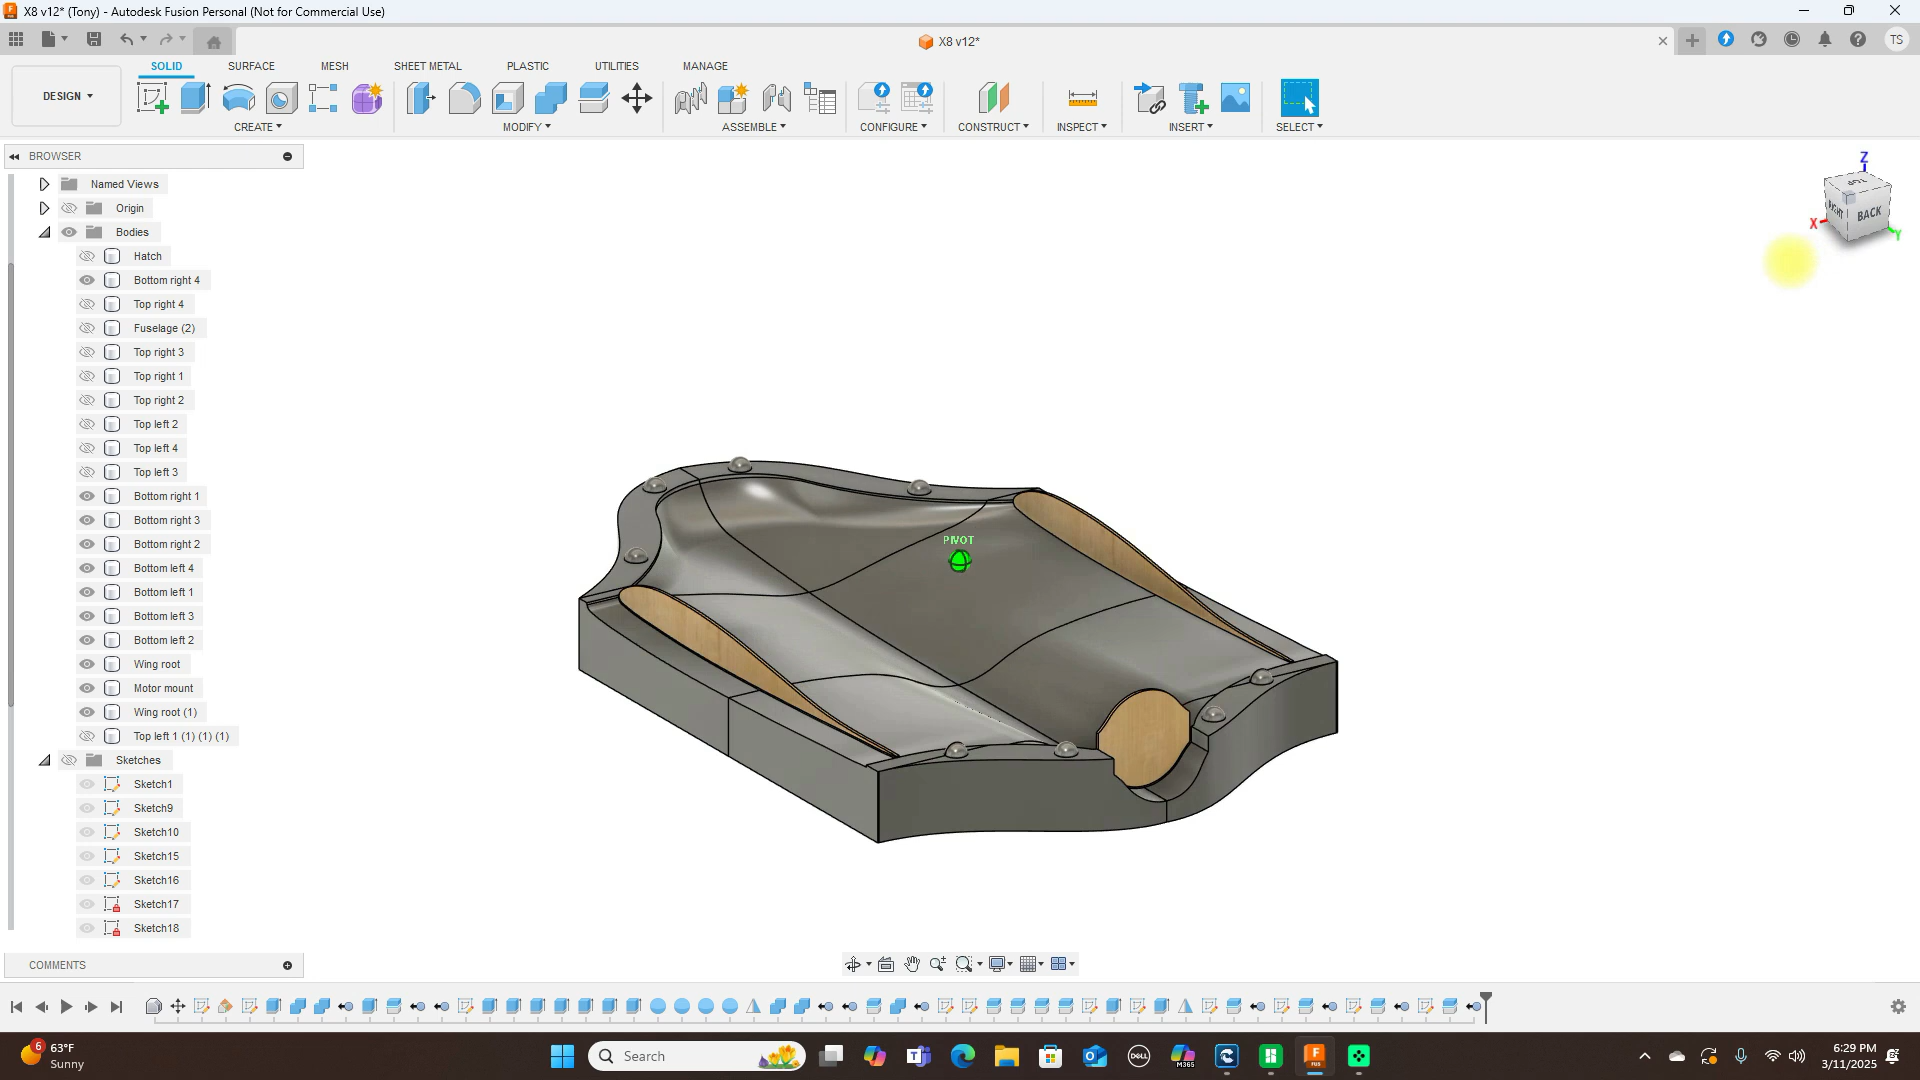 X8 v12* (Tony) - Autodesk Fusion Personal (Not for Commercial Use)
X8 v12*
TS
DESIGN
SOLID
SURFACE
MESH
SHEET METAL
PLASTIC
UTILITIES
MANAGE
CREATE
MODIFY
ASSEMBLE
CONFIGURE
CONSTRUCT
INSPECT
INSERT
SELECT
BROWSER
Named Views
Origin
Bodies
Hatch
Bottom right 4
Top right 4
Fuselage (2)
Top right 3
Top right 1
Top right 2
Top left 2
Top left 4
Top left 3
Bottom right 1
Bottom right 3
Bottom right 2
Bottom left 4
Bottom left 1
Bottom left 3
Bottom left 2
Wing root
Motor mount
Wing root (1)
Top left 1 (1) (1) (1)
Sketches
Sketch1
Sketch9
Sketch10
Sketch15
Sketch16
Sketch17
Sketch18
Z
TOP
RIGHT
BACK
X
Y
PIVOT
COMMENTS
6
63°F
Sunny
Search
DELL
M365
FUS
6:29 PM
3/11/2025